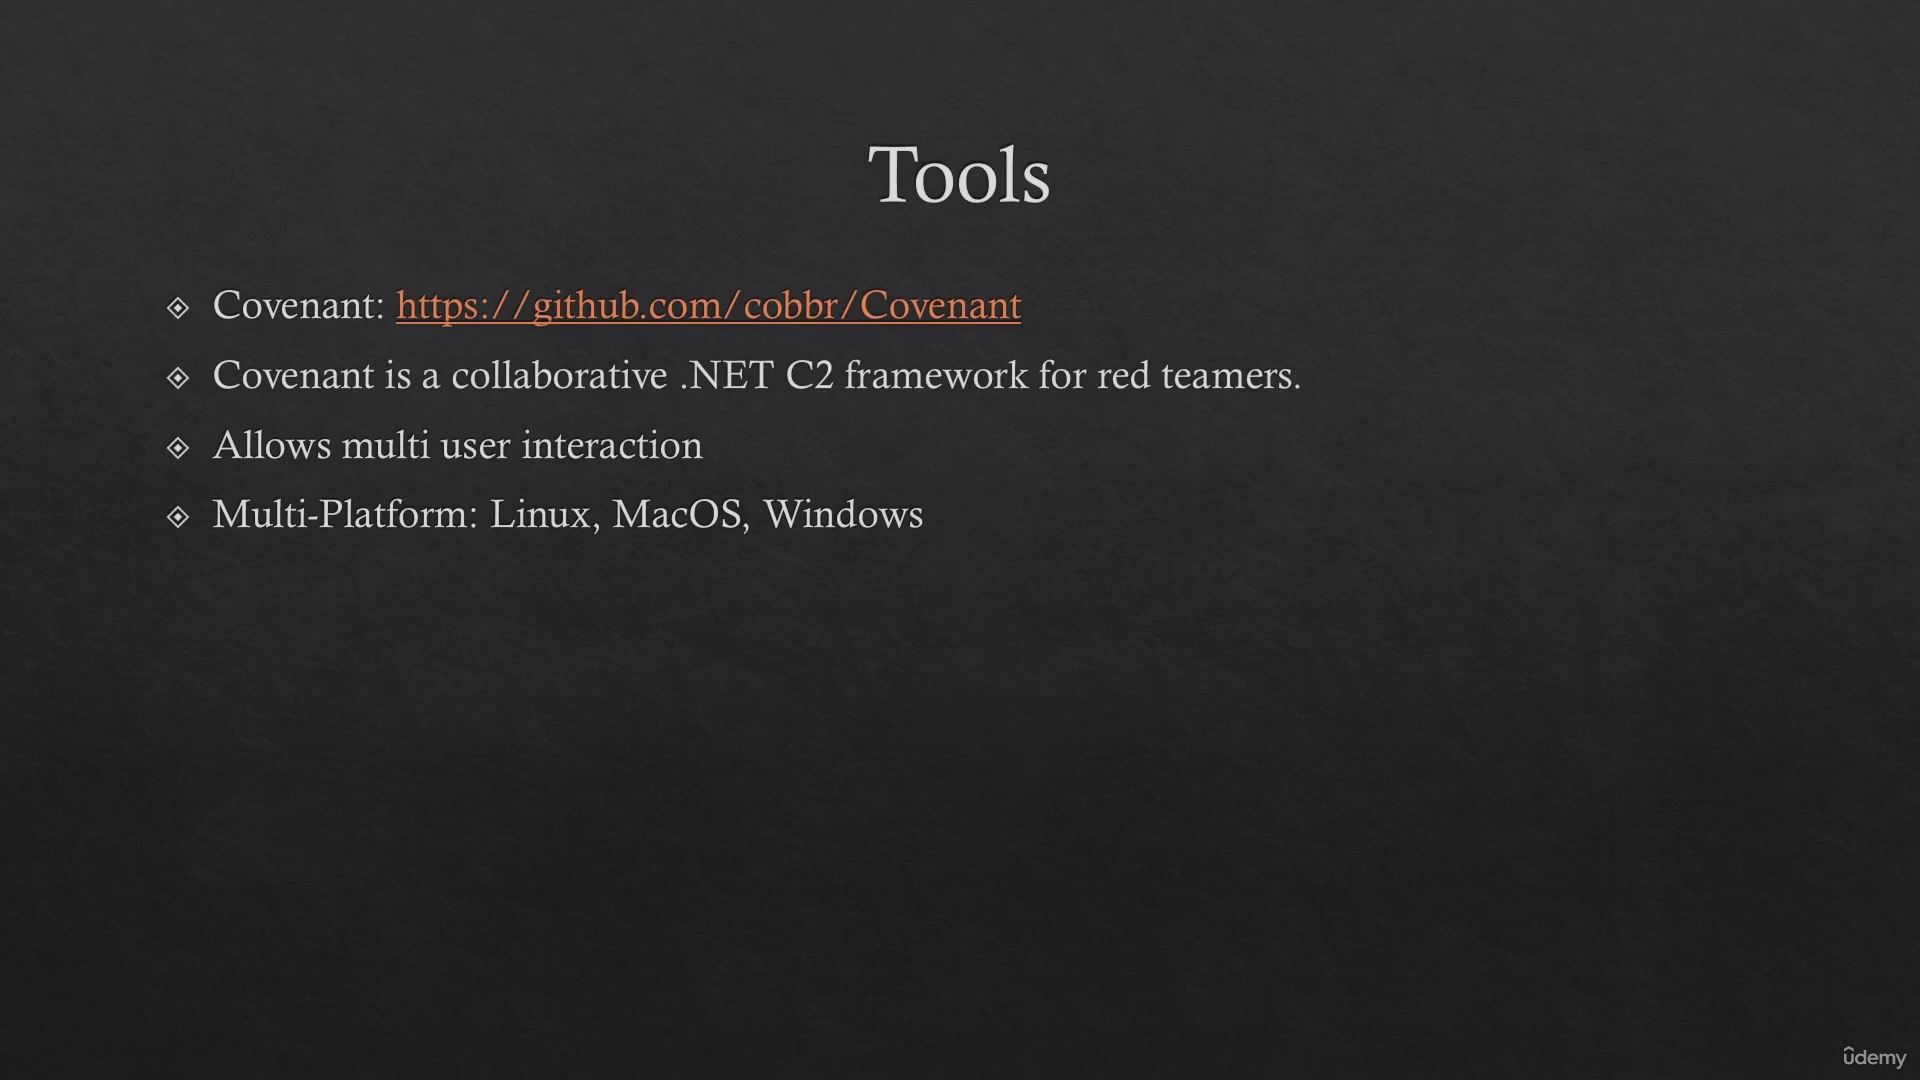 Tools
Covenant: https://github.com/cobbr/Covenant
Covenant is a collaborative .NET C2 framework for red teamers.
Allows multi user interaction
Multi-Platform: Linux, MacOS, Windows
ûdemy